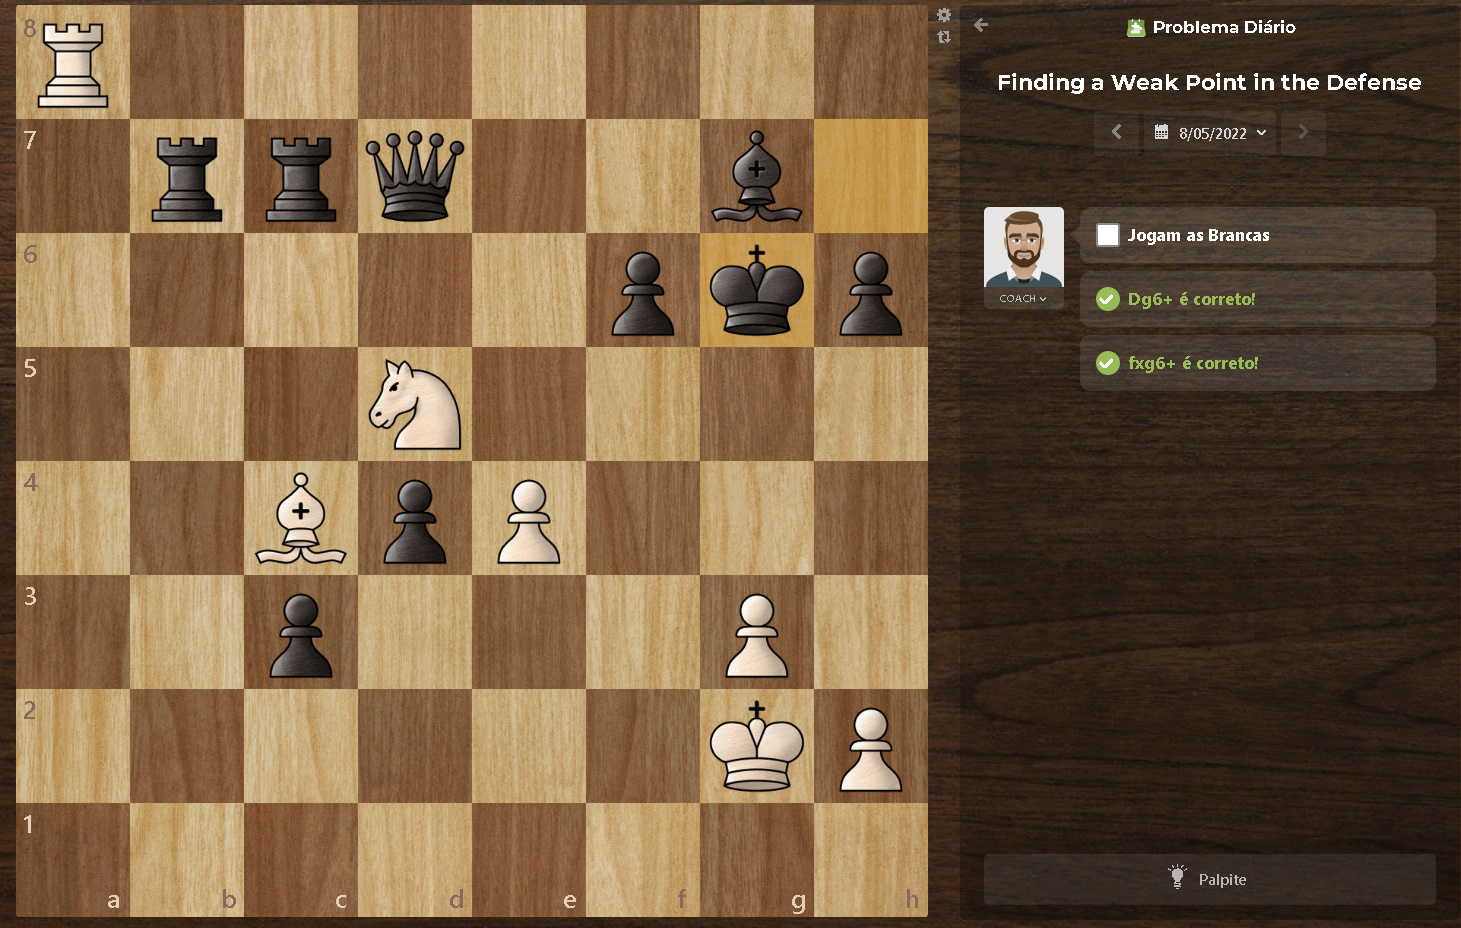 8
7
6
5
4
3
2
1
a b c d e f g h
Problema Diário
Finding a Weak Point in the Defense
8/05/2022
COACH
Jogam as Brancas
Dg6+ é correto!
fxg6+ é correto!
Palpite